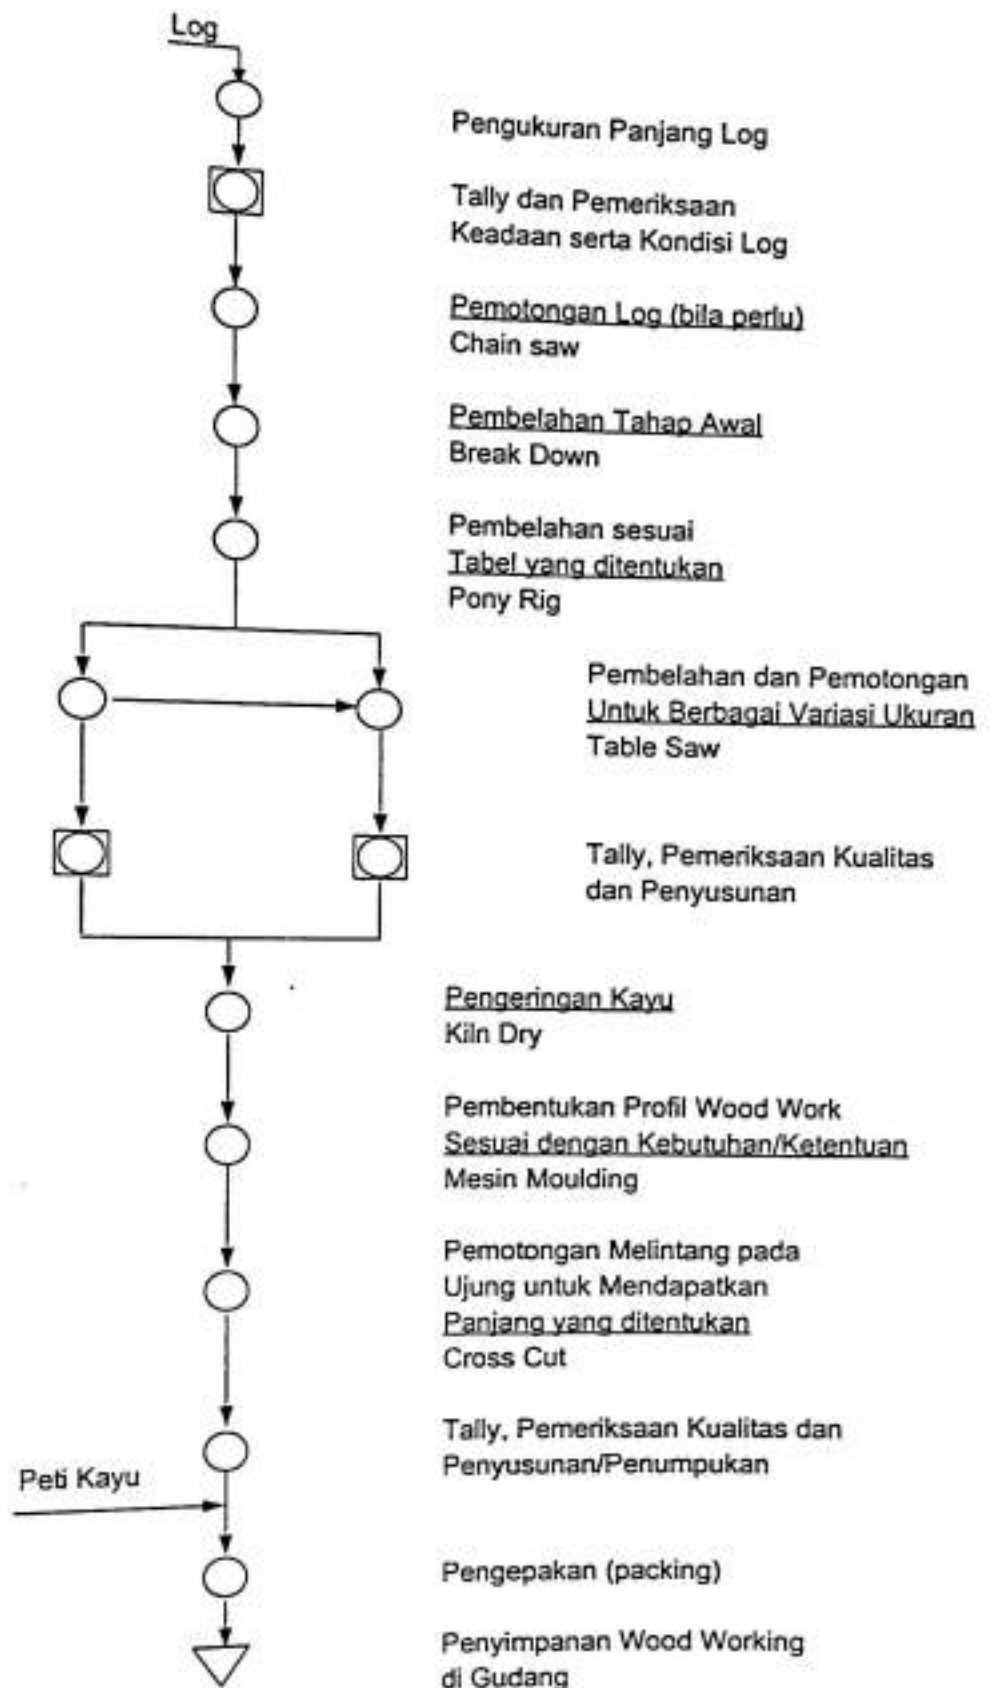 Log
Pengukuran Panjang Log
Tally dan Pemeriksaan
Keadaan serta Kondisi Log
Pemotongan Log (bila perlu)
Chain saw
Pembelahan Tahap Awal
Break Down
Pembelahan sesuai
Tabel yang ditentukan
Pony Rig
Pembelahan dan Pemotongan
Untuk Berbagai Variasi Ukuran
Table Saw
Tally, Pemeriksaan Kualitas
dan Penyusunan
Pengeringan Kayu
Kiln Dry
Pembentukan Profil Wood Work
Sesuai dengan Kebutuhan/Ketentuan
Mesin Moulding
Pemotongan Melintang pada
Ujung untuk Mendapatkan
Panjang yang ditentukan
Cross Cut
Tally, Pemeriksaan Kualitas dan
Penyusunan/Penumpukan
Peti Kayu
Pengepakan (packing)
Penyimpanan Wood Working
di Gudang